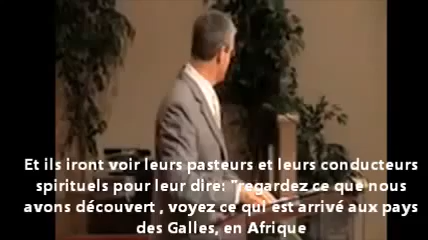 Et ils iront voir leurs pasteurs et leurs conducteurs
spirituels pour leur dire: "regardez ce que nous
avons découvert , voyez ce qui est arrivé aux pays
des Galles, en Afrique